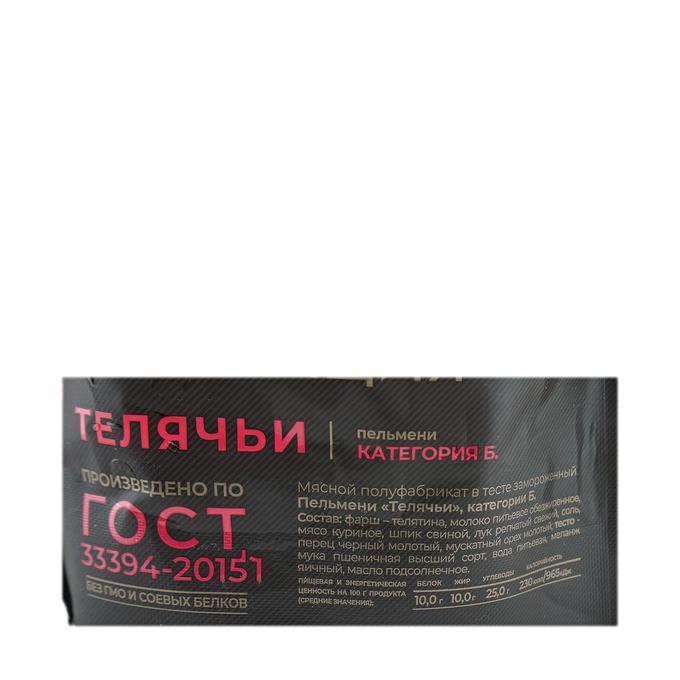 ТЕЛЯЧЬИ
пельмени
КАТЕГОРИЯ Б.
ПРОИЗВЕДЕНО ПО
ГОСТ
33394-20151
БЕЗ ГМО И СОЕВЫХ БЕЛКОВ
Мясной полуфабрикат в тесте замороженный
Пельмени «Телячьи», категории Б.
Состав: фарш – телятина, молоко питьевое обезжиренное,
мясо куриное, шпик свиной, лук репчатый свежий, соль,
перец черный молотый, мускатный орех молотый; тесто -
мука пшеничная высший сорт, вода питьевая, меланж
яичный, масло подсолнечное.
ПИЩЕВАЯ И ЭНЕРГЕТИЧЕСКАЯ
ЦЕННОСТЬ НА 100 Г ПРОДУКТА
(СРЕДНИЕ ЗНАЧЕНИЯ):
БЕЛОК ЖИР УГЛЕВОДЫ КАЛОРИЙНОСТЬ
10,0 г 10,0 г 25,0 г 230 ккал/965 кДж